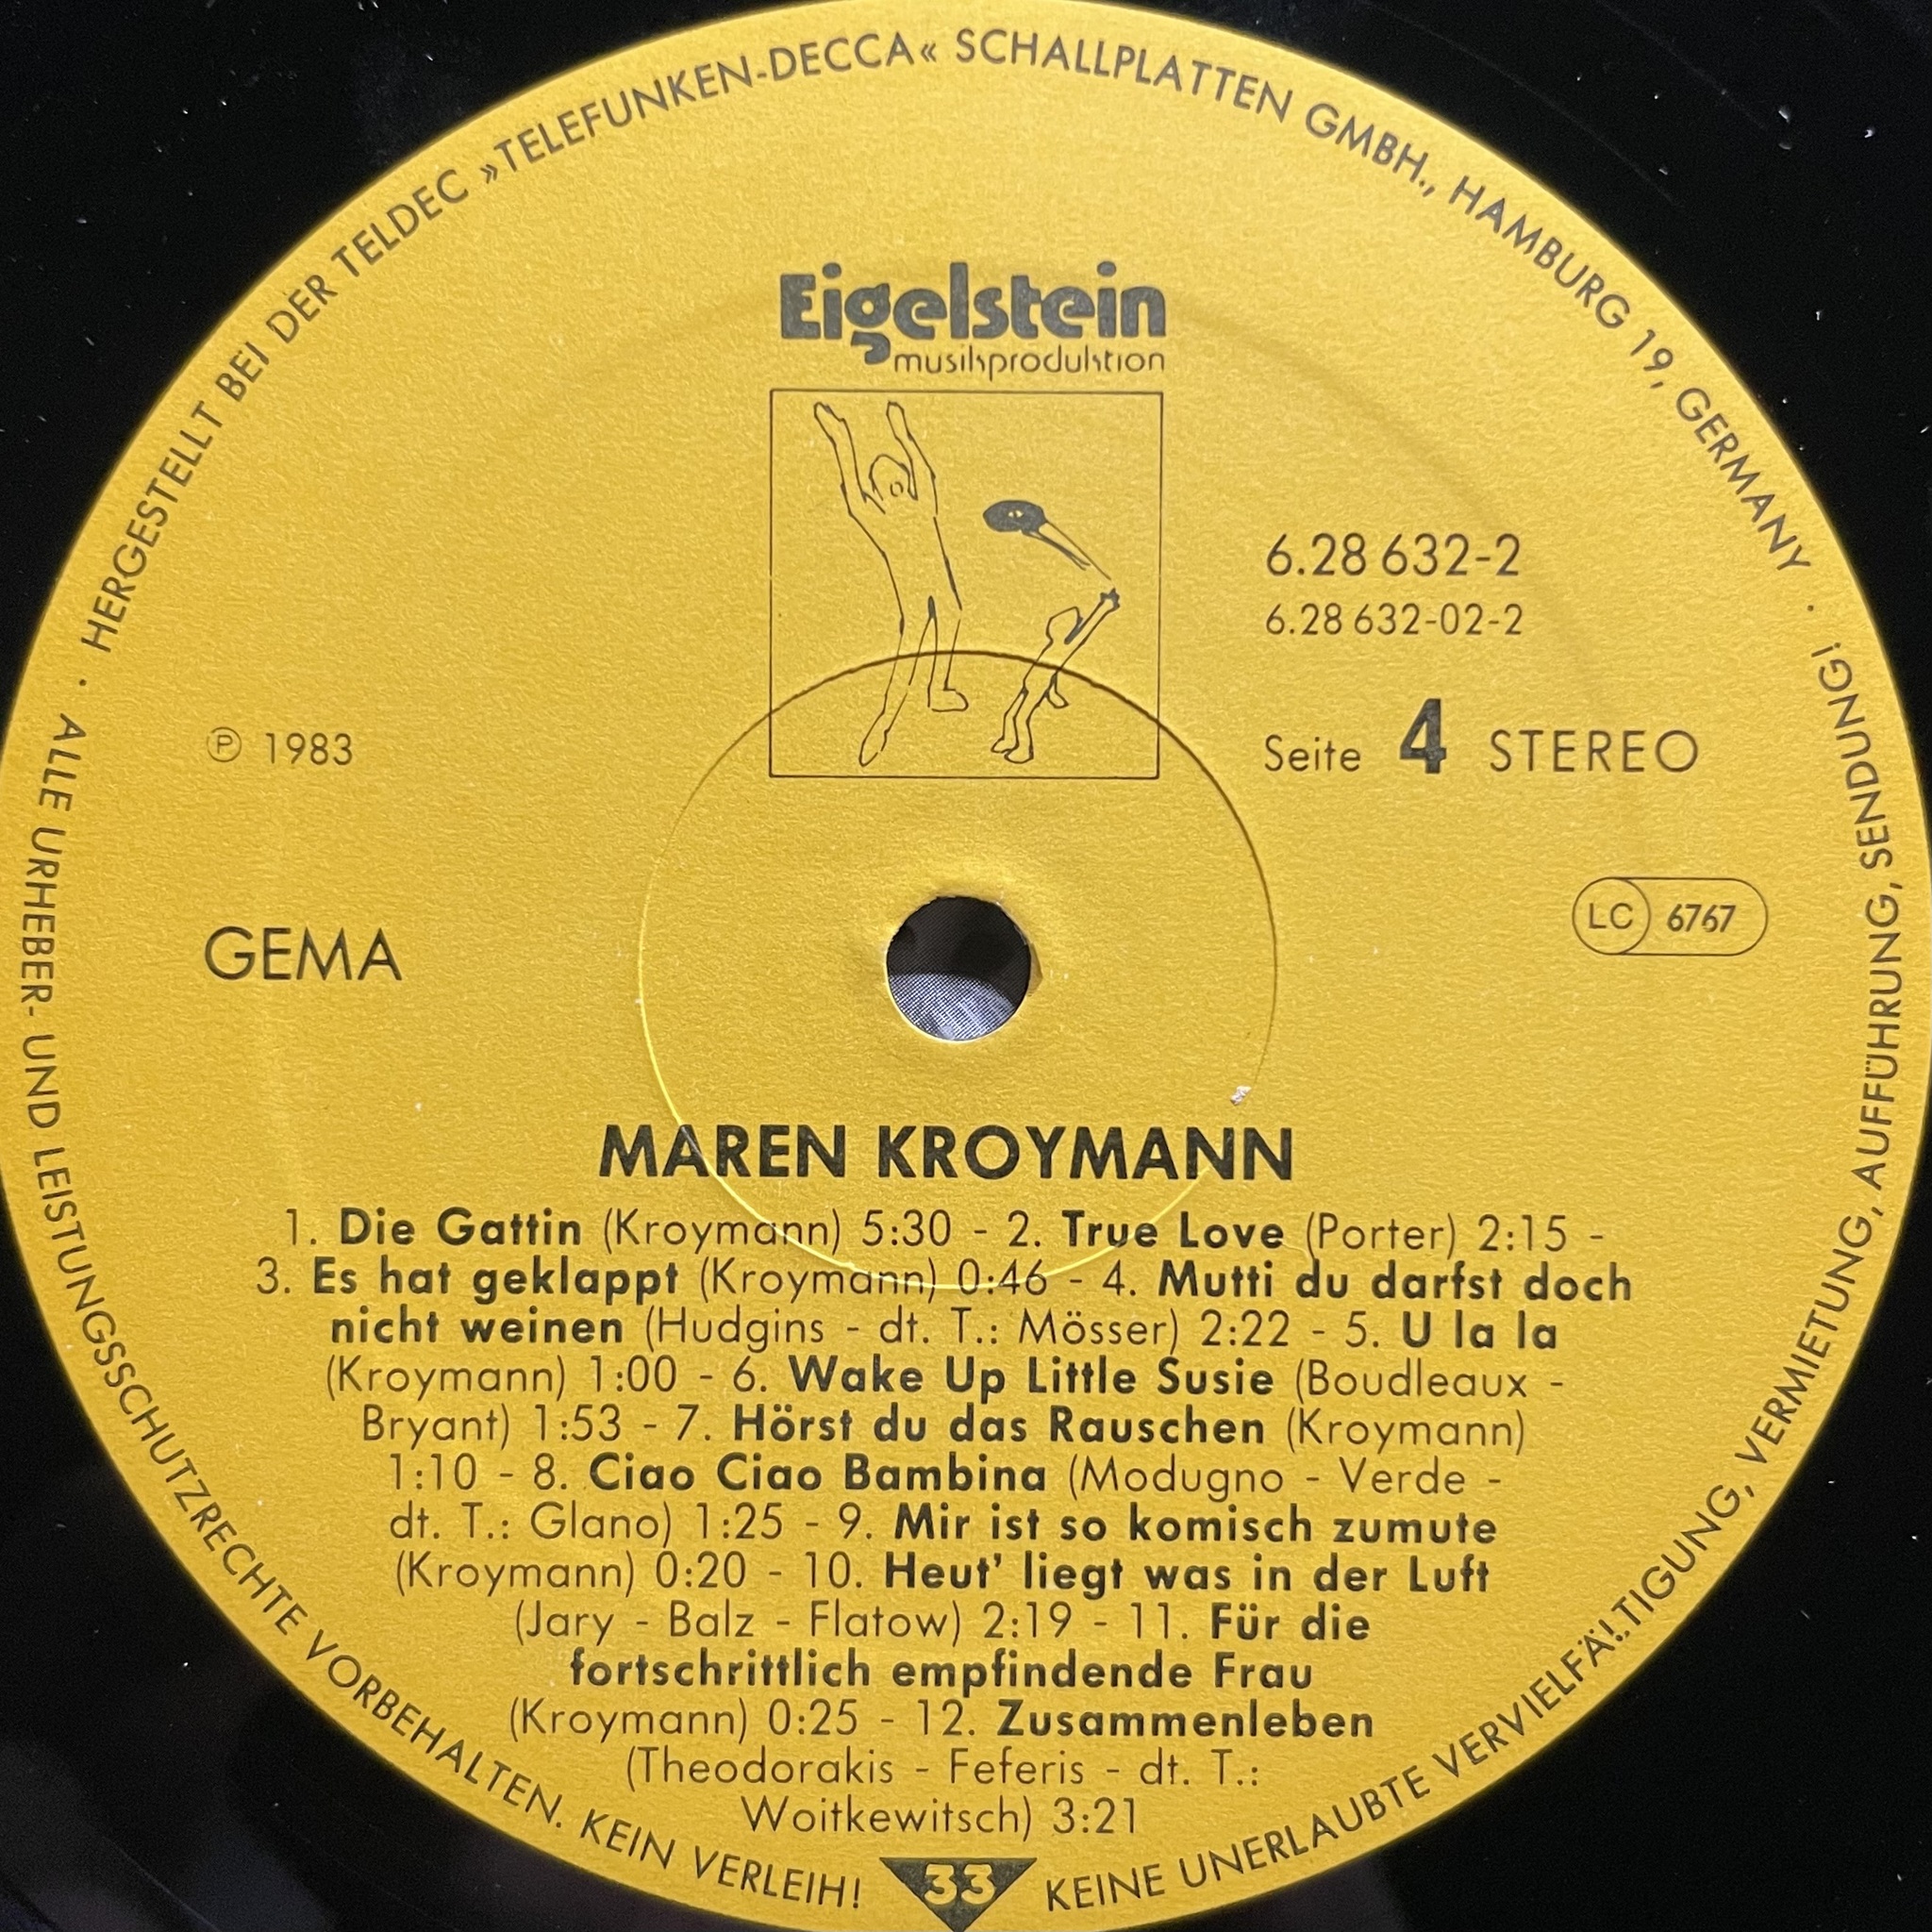 HERGESTELLT BEI DER TELDEC »TELEFUNKEN-DECCA« SCHALLPLATTEN GMBH., HAMBURG 19, GERMANY ·
Eigelstein
musikproduktion
6.28 632-2
6.28 632-02-2
℗ 1983
Seite 4 STEREO
GEMA
LC 6767
MAREN KROYMANN
1. Die Gattin (Kroymann) 5:30 - 2. True Love (Porter) 2:15 -
3. Es hat geklappt (Kroymann) 0:46 - 4. Mutti du darfst doch
nicht weinen (Hudgins - dt. T.: Mösser) 2:22 - 5. U la la
(Kroymann) 1:00 - 6. Wake Up Little Susie (Boudleaux -
Bryant) 1:53 - 7. Hörst du das Rauschen (Kroymann)
1:10 - 8. Ciao Ciao Bambina (Modugno - Verde -
dt. T.: Glano) 1:25 - 9. Mir ist so komisch zumute
(Kroymann) 0:20 - 10. Heut' liegt was in der Luft
(Jary - Balz - Flatow) 2:19 - 11. Für die
fortschrittlich empfindende Frau
(Kroymann) 0:25 - 12. Zusammenleben
(Theodorakis - Feferis - dt. T.:
Woitkewitsch) 3:21
· ALLE URHEBER- UND LEISTUNGSSCHUTZRECHTE VORBEHALTEN. KEIN VERLEIH!
33
KEINE UNERLAUBTE VERVIELFÄLTIGUNG, VERMIETUNG, AUFFÜHRUNG, SENDUNG!